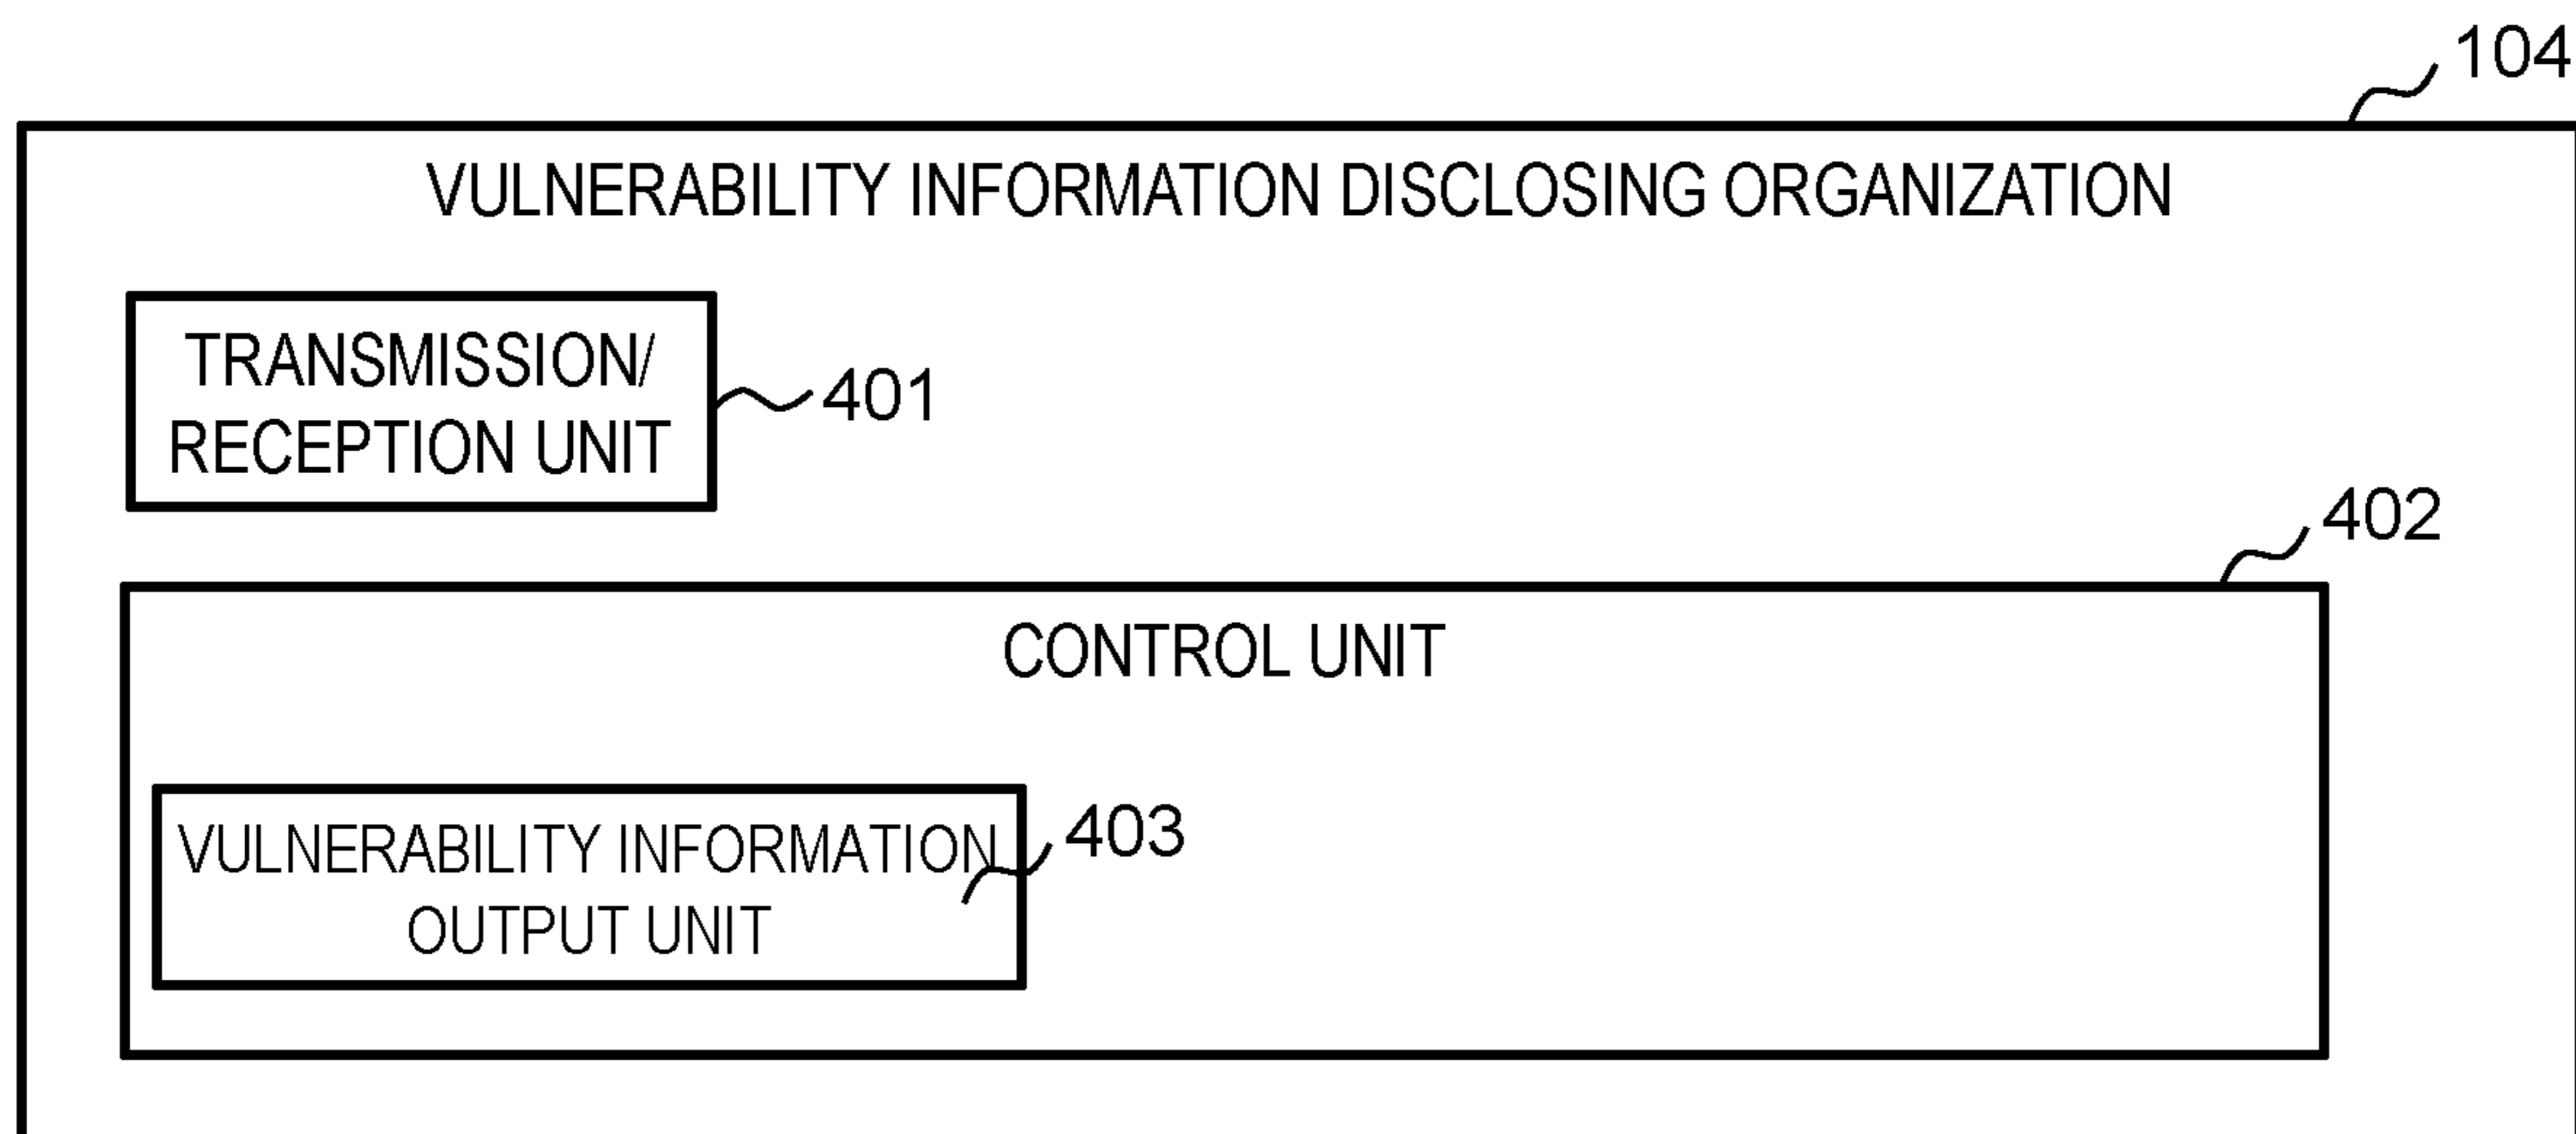 104
VULNERABILITY INFORMATION DISCLOSING ORGANIZATION
TRANSMISSION/
RECEPTION UNIT
401
402
CONTROL UNIT
VULNERABILITY INFORMATION
OUTPUT UNIT
403